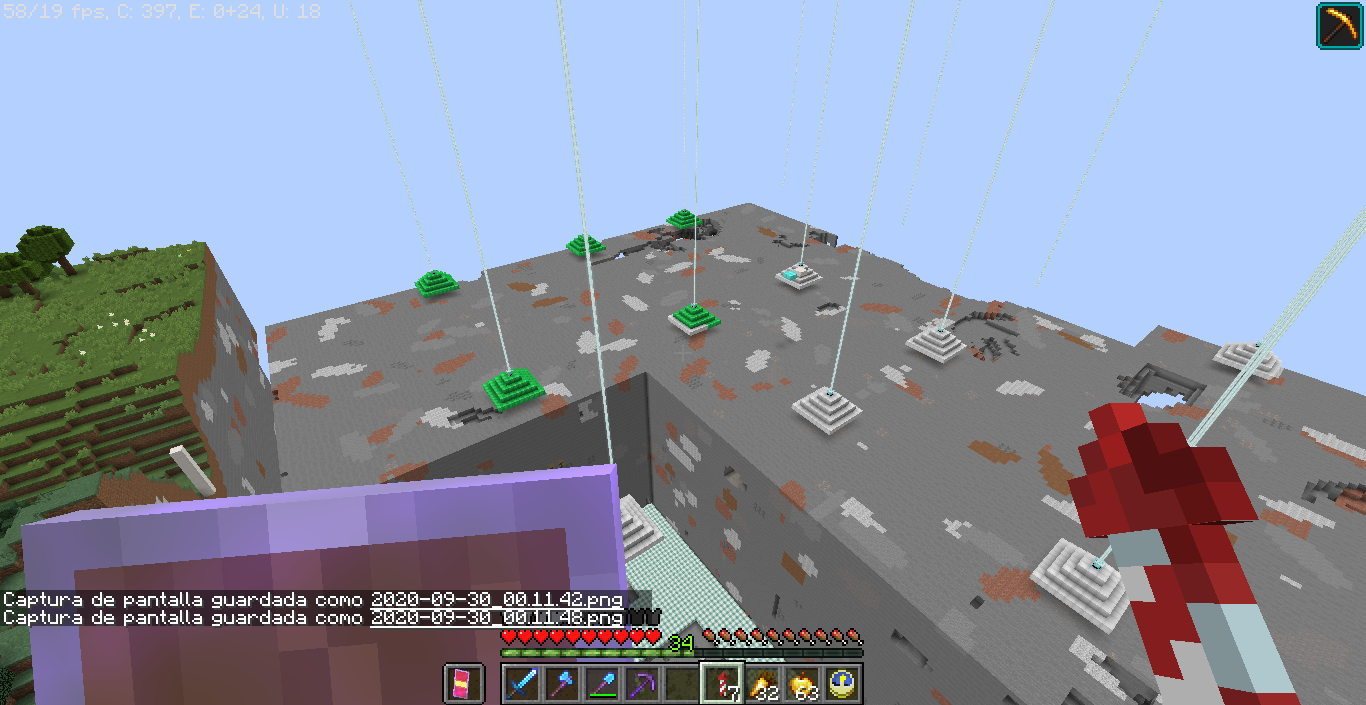 58/19 fps, C: 397, E: 0+24, U: 18
Captura de pantalla guardada como 2020-09-30_00.11.42.png
Captura de pantalla guardada como 2020-09-30_00.11.48.png
34
7 32 63